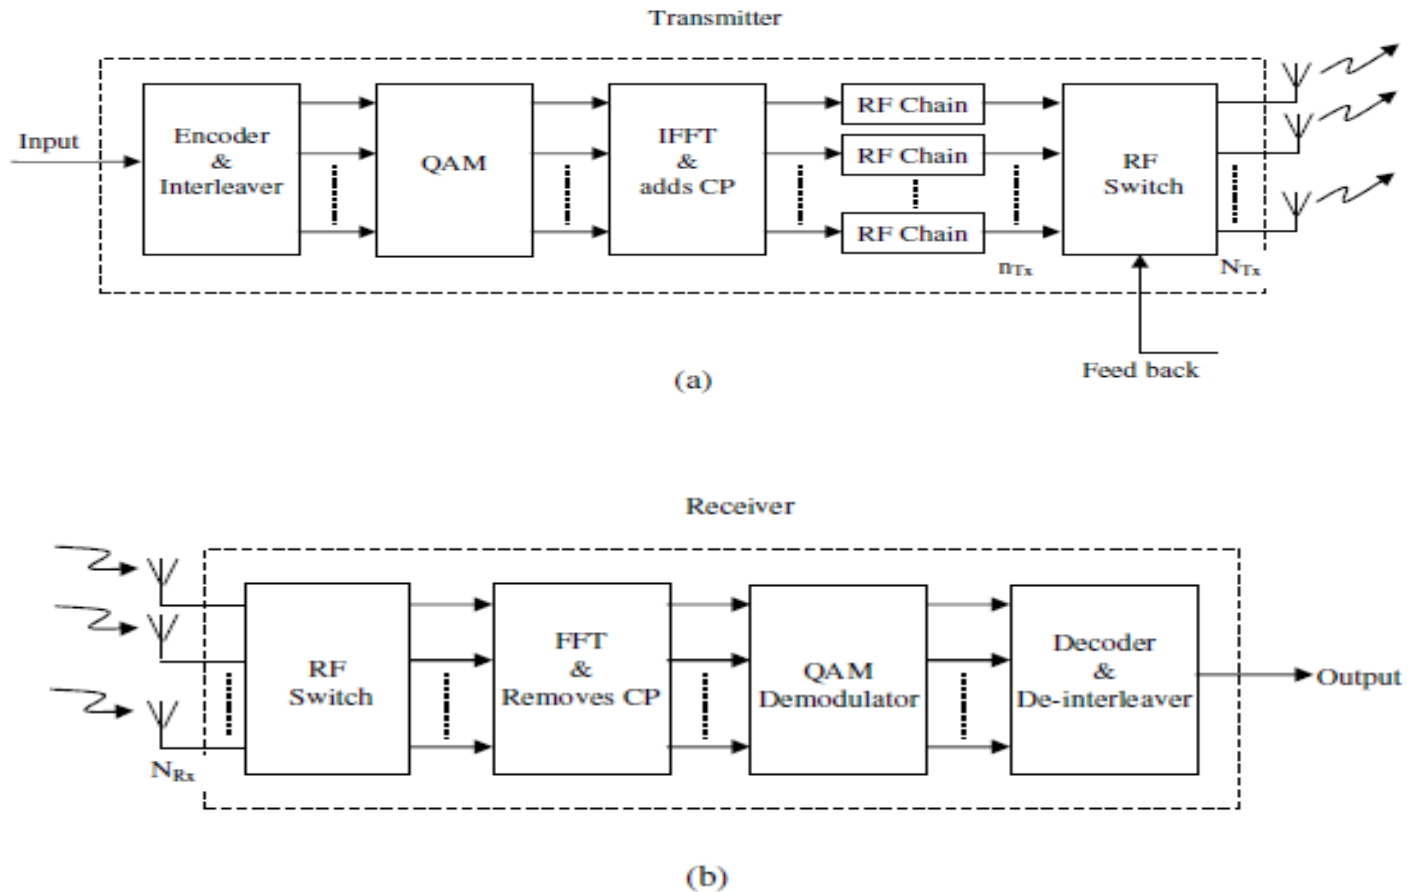 Transmitter
Input
Encoder
&
Interleaver
QAM
IFFT
&
adds CP
RF Chain
RF Chain
RF Chain
nTx
RF
Switch
NTx
Feed back
(a)
Receiver
NRx
RF
Switch
FFT
&
Removes CP
QAM
Demodulator
Decoder
&
De-interleaver
Output
(b)